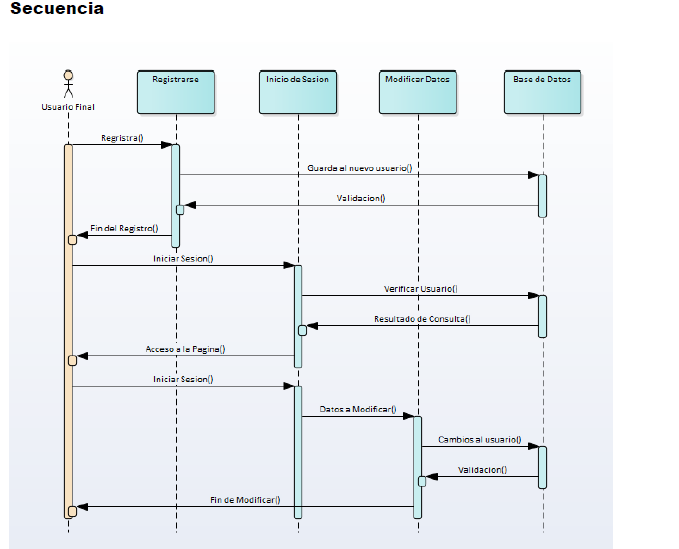 Secuencia
Registrarse
Inicio de Sesion
Modificar Datos
Base de Datos
Usuario Final
Regristra()
Guarda al nuevo usuario()
Validacion()
Fin del Registro()
Iniciar Sesion()
Verificar Usuario()
Resultado de Consulta()
Acceso a la Pagina()
Iniciar Sesion()
Datos a Modificar()
Cambios al usuario()
Validacion()
Fin de Modificar()